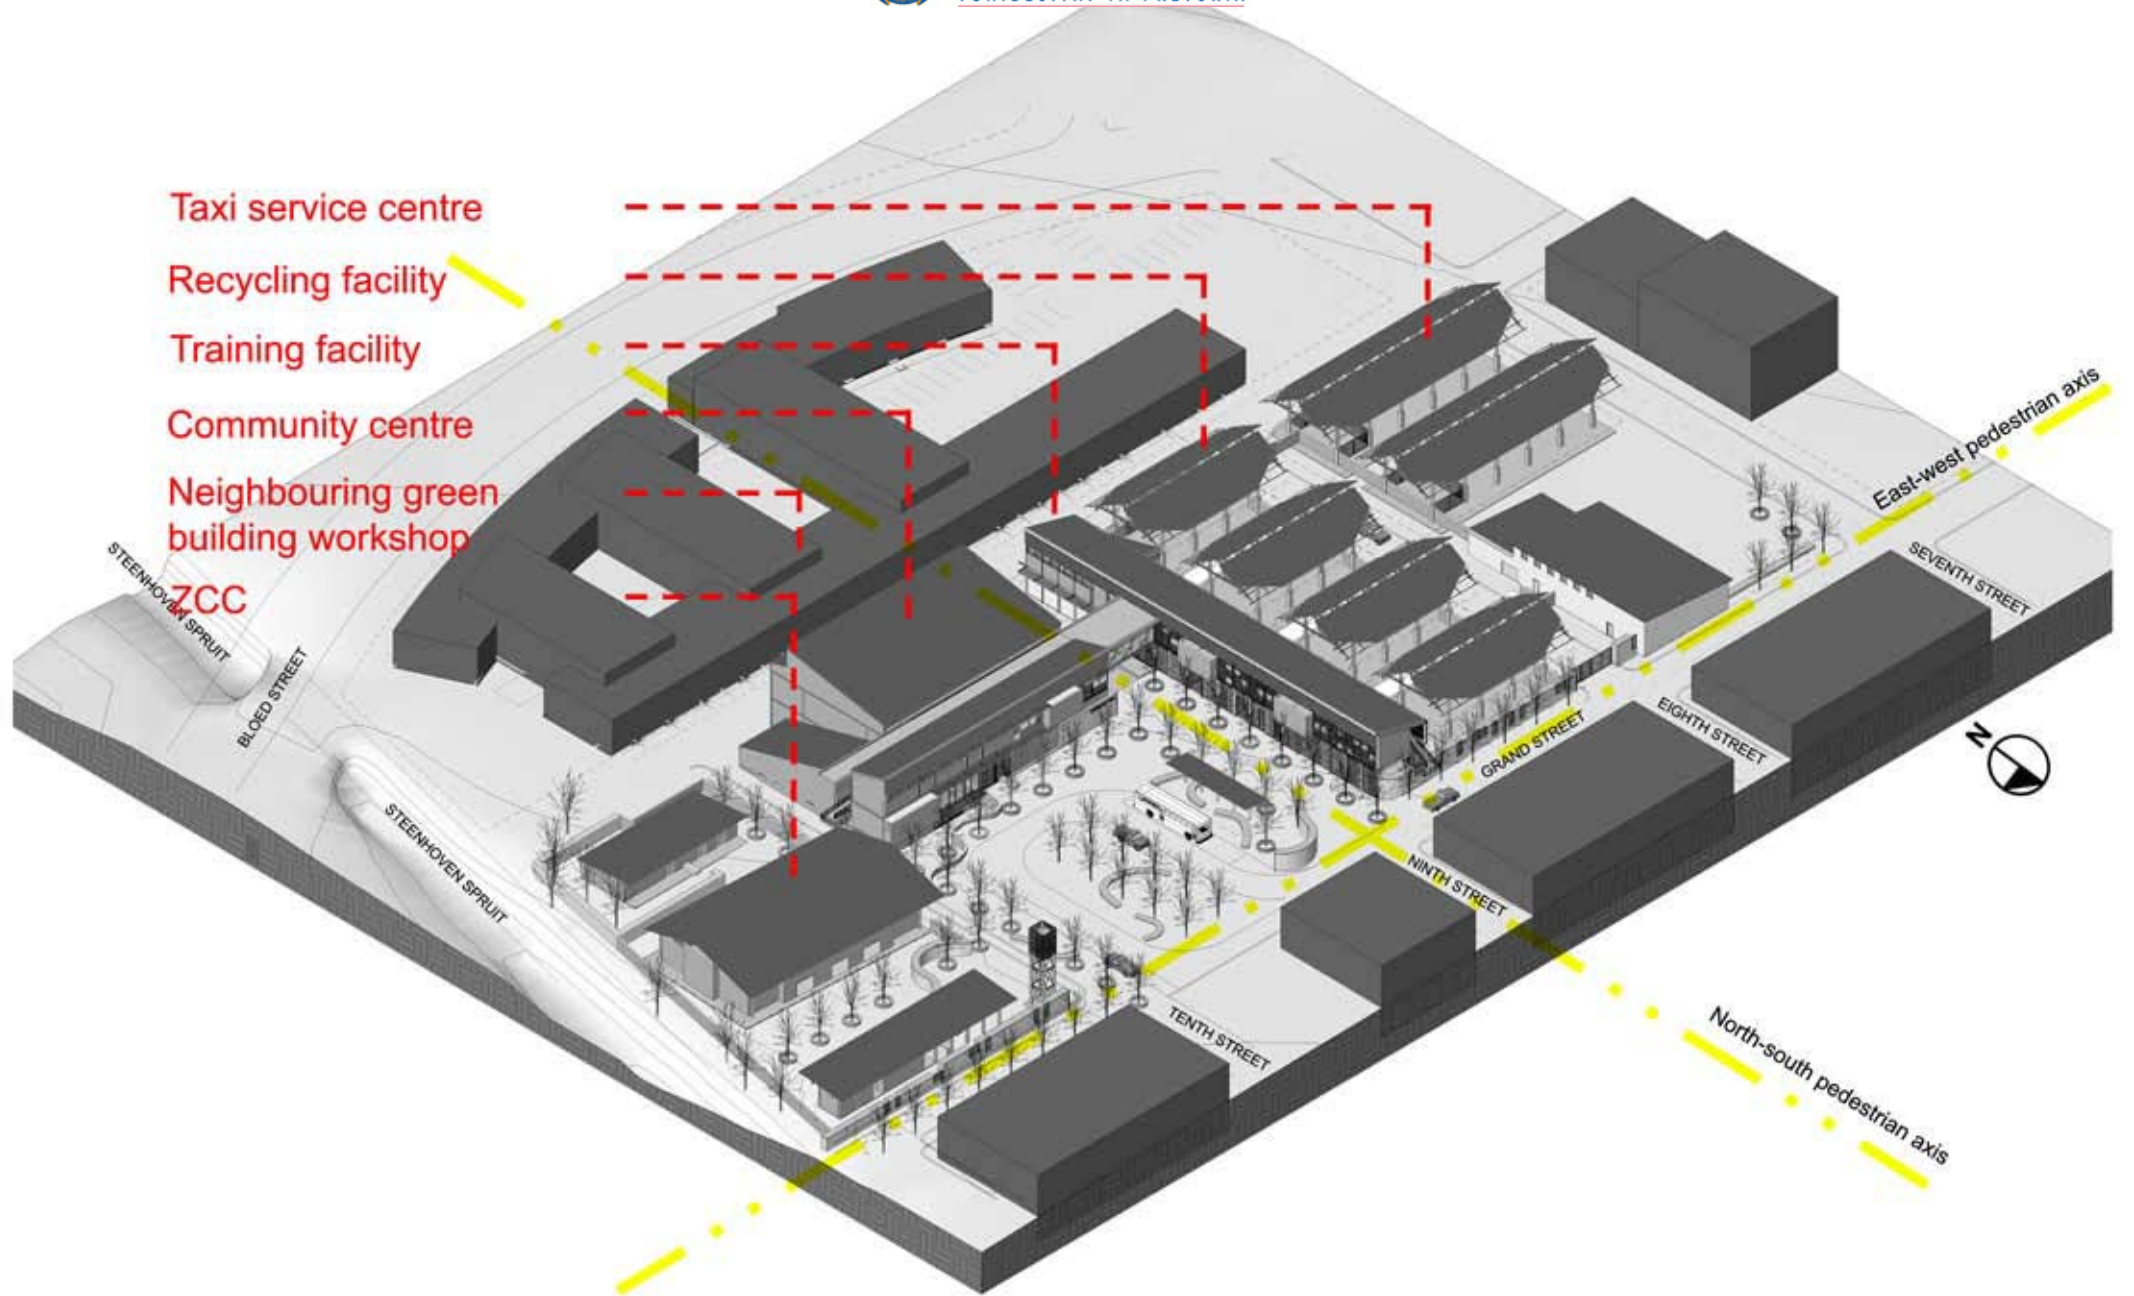 Taxi service centre
Recycling facility
Training facility
Community centre
Neighbouring green
building workshop
ZCC
STEENHOVEN SPRUIT
BLOED STREET
STEENHOVEN SPRUIT
East-west pedestrian axis
SEVENTH STREET
EIGHTH STREET
GRAND STREET
N
NINTH STREET
TENTH STREET
North-south pedestrian axis